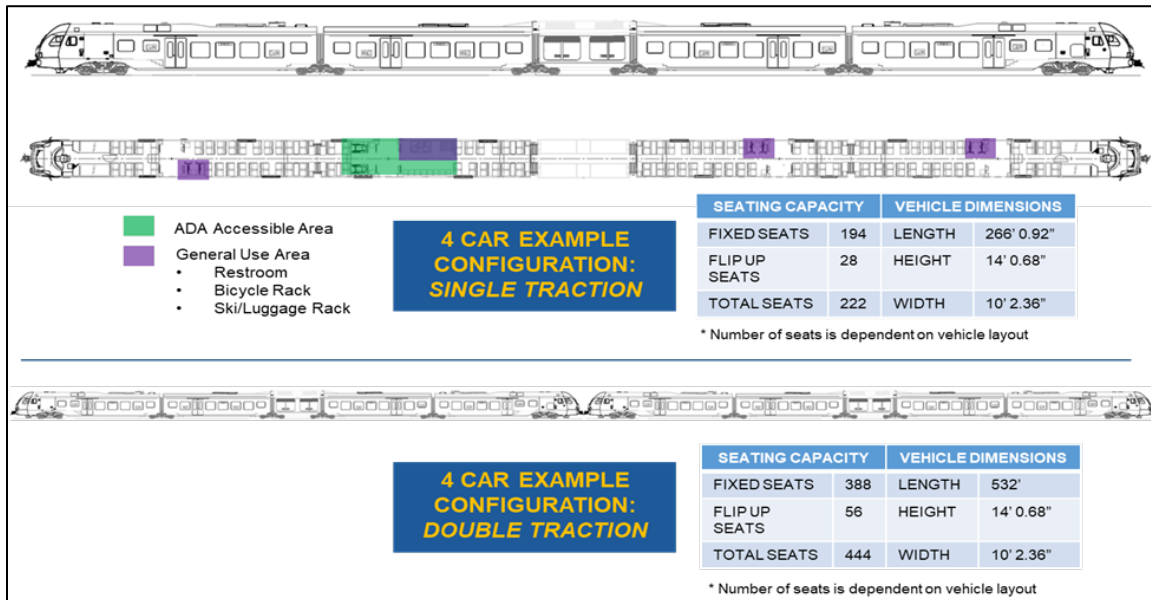 ADA Accessible Area
General Use Area
• Restroom
• Bicycle Rack
• Ski/Luggage Rack
4 CAR EXAMPLE
CONFIGURATION:
SINGLE TRACTION
SEATING CAPACITY VEHICLE DIMENSIONS
FIXED SEATS 194 LENGTH 266' 0.92"
FLIP UP SEATS 28 HEIGHT 14' 0.68"
TOTAL SEATS 222 WIDTH 10' 2.36"
* Number of seats is dependent on vehicle layout
4 CAR EXAMPLE
CONFIGURATION:
DOUBLE TRACTION
SEATING CAPACITY VEHICLE DIMENSIONS
FIXED SEATS 388 LENGTH 532'
FLIP UP SEATS 56 HEIGHT 14' 0.68"
TOTAL SEATS 444 WIDTH 10' 2.36"
* Number of seats is dependent on vehicle layout